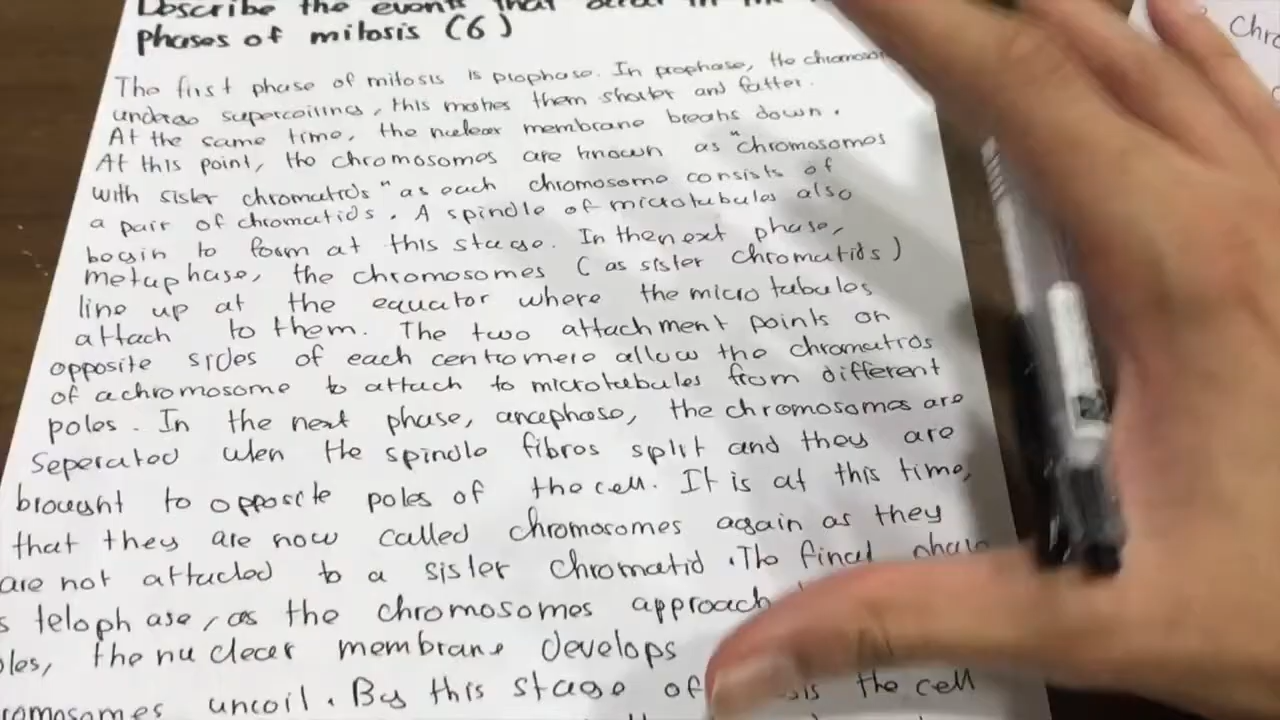 Describe the events that occur in the
phases of mitosis (6)
The first phase of mitosis is prophase. In prophase, the
undergo supercoiling, this makes them shorter and fatter.
At the same time, the nuclear membrane breaks down.
At this point, the chromosomes are known as "chromosomes
with sister chromatids" as each chromosome consists of
a pair of chromatids. A spindle of microtubules also
begin to form at this stage. In the next phase,
metaphase, the chromosomes (as sister chromatids)
line up at the equator where the microtubules
attach to them. The two attachment points on
opposite sides of each centromere allow the chromatids
of a chromosome to attach to microtubules from different
poles. In the next phase, anaphase, the chromosomes are
seperated when the spindle fibres split and they are
brought to opposite poles of the cell. It is at this time,
that they are now called chromosomes again as they
are not attached to a sister chromatid. The final phase
telophase, as the chromosomes approach
the nuclear membrane develops
uncoil. By this stage of the cell
Chro